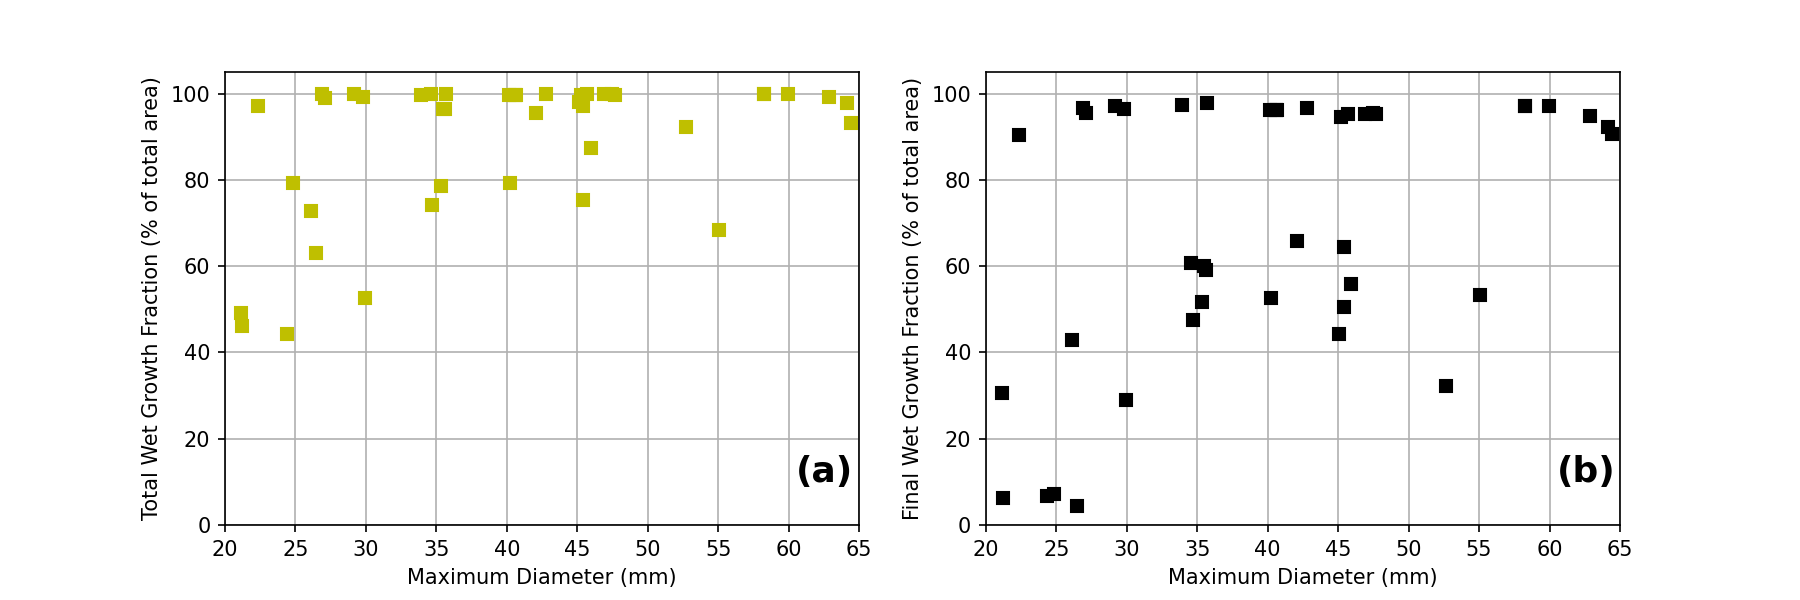 Total Wet Growth Fraction (% of total area)
100
80
60
40
20
0
(a)
20 25 30 35 40 45 50 55 60 65
Maximum Diameter (mm)
Final Wet Growth Fraction (% of total area)
100
80
60
40
20
0
(b)
20 25 30 35 40 45 50 55 60 65
Maximum Diameter (mm)